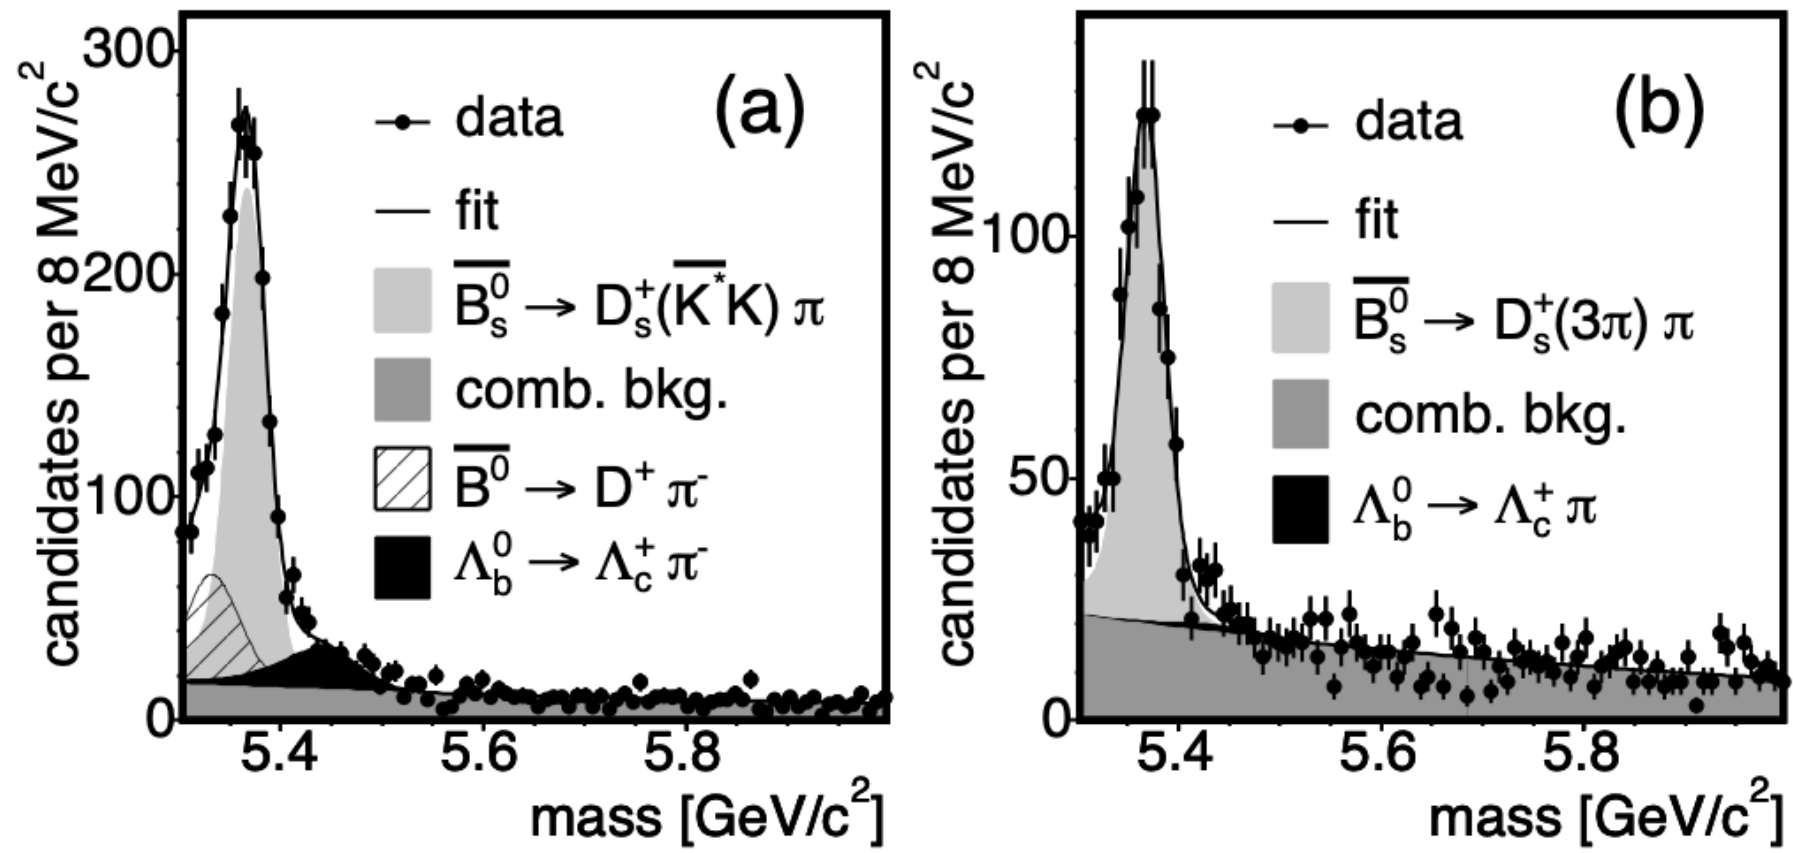 (a)
candidates per 8 MeV/c²
300
200
100
0
data
fit
B̅⁰ₛ → D⁺ₛ(K̅*K) π
comb. bkg.
B̅⁰ → D⁺ π⁻
Λ⁰_b → Λ⁺_c π⁻
5.4 5.6 5.8
mass [GeV/c²]
(b)
candidates per 8 MeV/c²
100
50
0
data
fit
B̅⁰ₛ → D⁺ₛ(3π) π
comb. bkg.
Λ⁰_b → Λ⁺_c π
5.4 5.6 5.8
mass [GeV/c²]